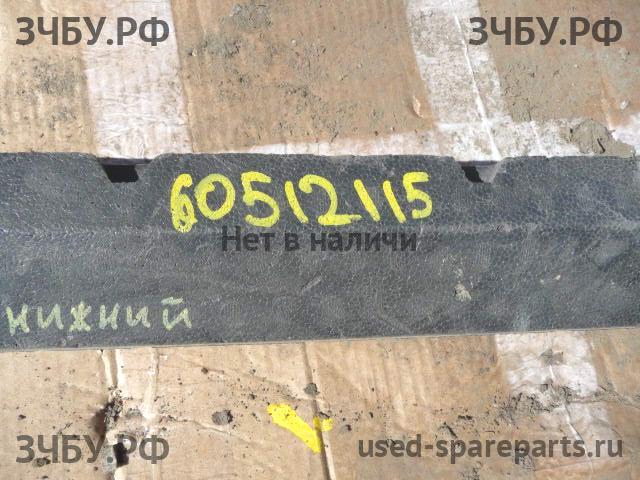 ЗЧБУ.РФ ЗЧБУ.РФ
60512115
Нет в наличи
нижний
ЗЧБУ.РФ used-spareparts.ru